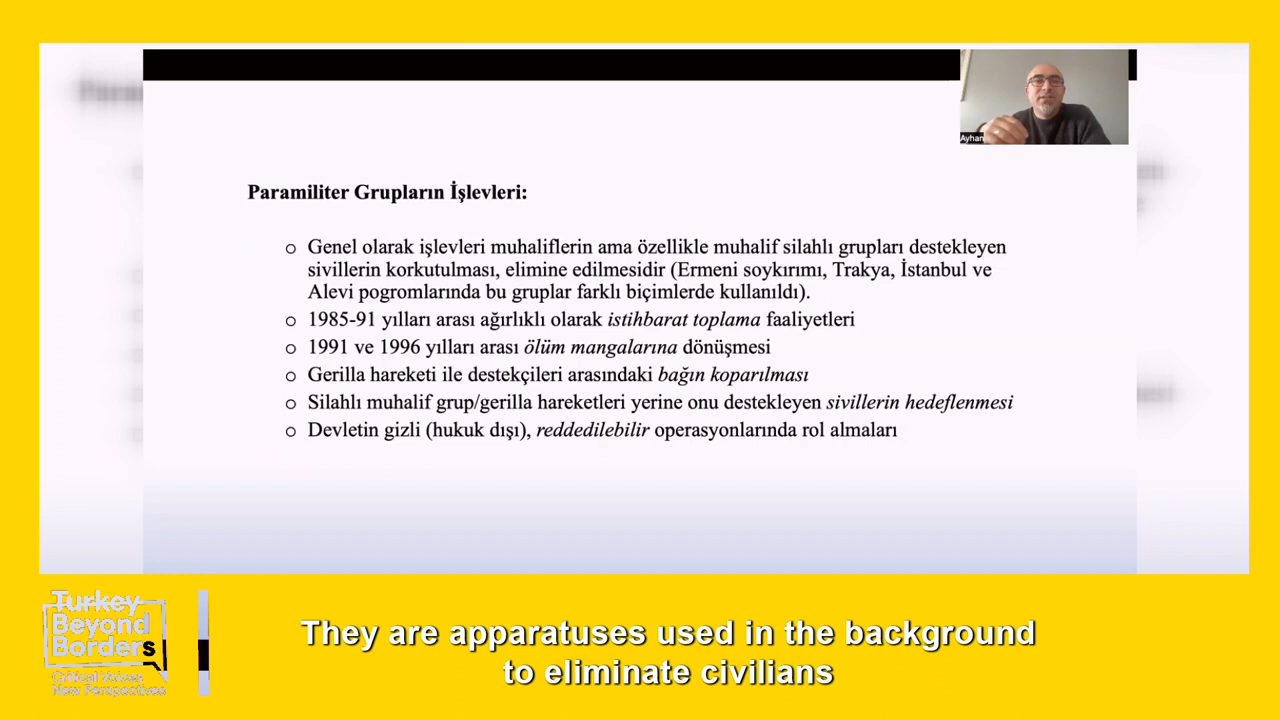 Ayhan
Paramiliter Grupların İşlevleri:
o Genel olarak işlevleri muhaliflerin ama özellikle muhalif silahlı grupları destekleyen
sivillerin korkutulması, elimine edilmesidir (Ermeni soykırımı, Trakya, İstanbul ve
Alevi pogromlarında bu gruplar farklı biçimlerde kullanıldı).
o 1985-91 yılları arası ağırlıklı olarak istihbarat toplama faaliyetleri
o 1991 ve 1996 yılları arası ölüm mangalarına dönüşmesi
o Gerilla hareketi ile destekçileri arasındaki bağın koparılması
o Silahlı muhalif grup/gerilla hareketleri yerine onu destekleyen sivillerin hedeflenmesi
o Devletin gizli (hukuk dışı), reddedilebilir operasyonlarında rol almaları
Turkey
Beyond
Borders
Critical Voices
New Perspectives
They are apparatuses used in the background
to eliminate civilians